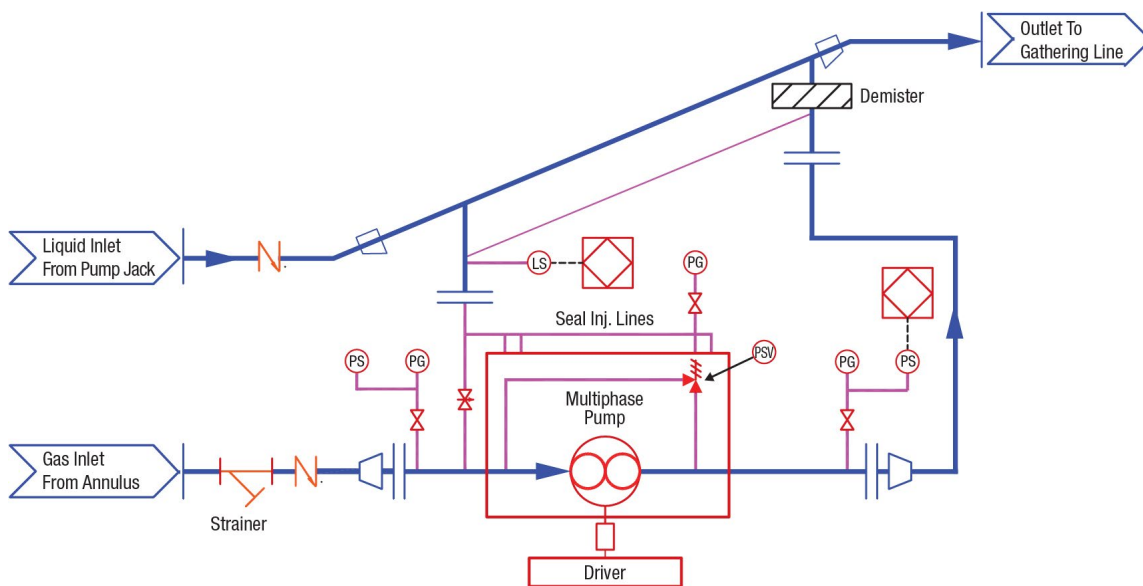 Outlet To
Gathering Line
Demister
Liquid Inlet
From Pump Jack
LS
PG
Seal Inj. Lines
PS
PG
PSV
PG
PS
Multiphase
Pump
Gas Inlet
From Annulus
Strainer
Driver